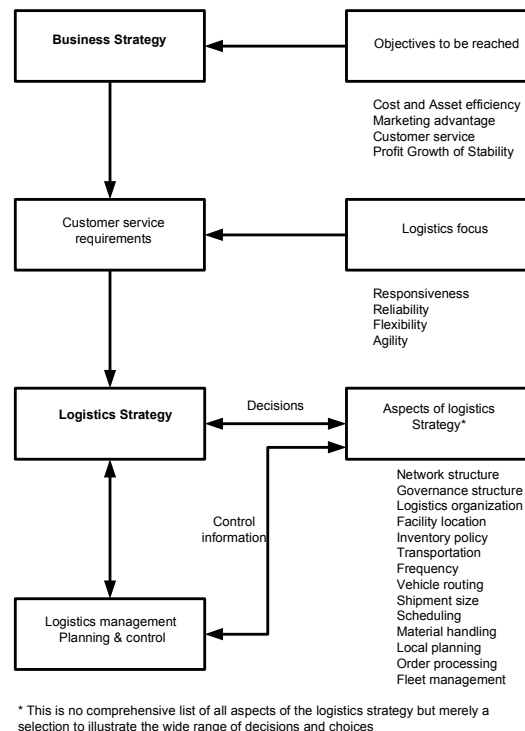 Business Strategy
Objectives to be reached
Cost and Asset efficiency
Marketing advantage
Customer service
Profit Growth of Stability
Customer service
requirements
Logistics focus
Responsiveness
Reliability
Flexibility
Agility
Logistics Strategy
Decisions
Aspects of logistics
Strategy*
Control
information
Network structure
Governance structure
Logistics organization
Facility location
Inventory policy
Transportation
Frequency
Vehicle routing
Shipment size
Scheduling
Material handling
Local planning
Order processing
Fleet management
Logistics management
Planning & control
* This is no comprehensive list of all aspects of the logistics strategy but merely a
selection to illustrate the wide range of decisions and choices